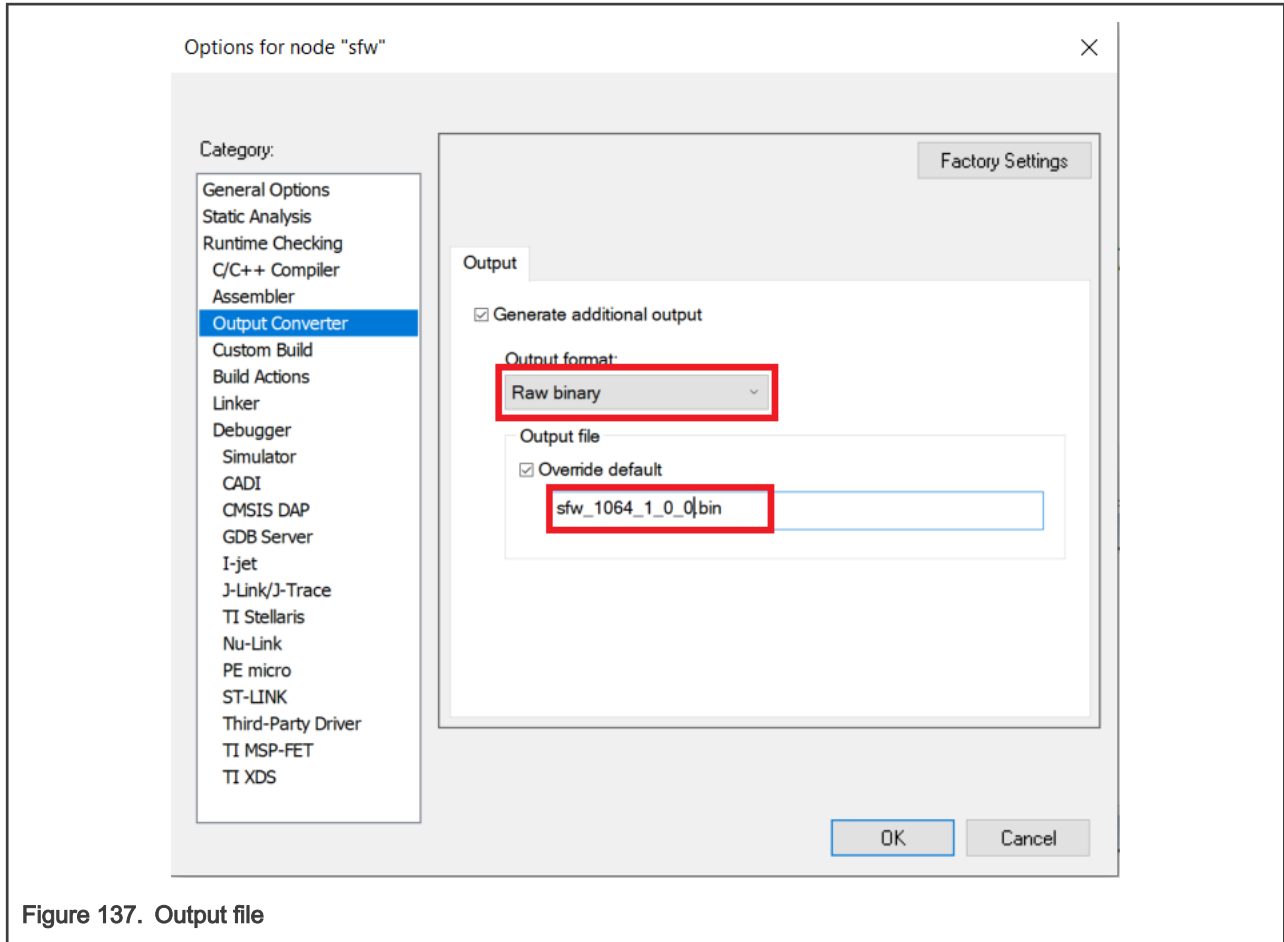 Options for node "sfw"
Category:
Factory Settings
General Options
Static Analysis
Runtime Checking
C/C++ Compiler
Assembler
Output Converter
Custom Build
Build Actions
Linker
Debugger
Simulator
CADI
CMSIS DAP
GDB Server
I-jet
J-Link/J-Trace
TI Stellaris
Nu-Link
PE micro
ST-LINK
Third-Party Driver
TI MSP-FET
TI XDS
Output
Generate additional output
Output format:
Raw binary
Output file
Override default
sfw_1064_1_0_0.bin
OK
Cancel
Figure 137. Output file